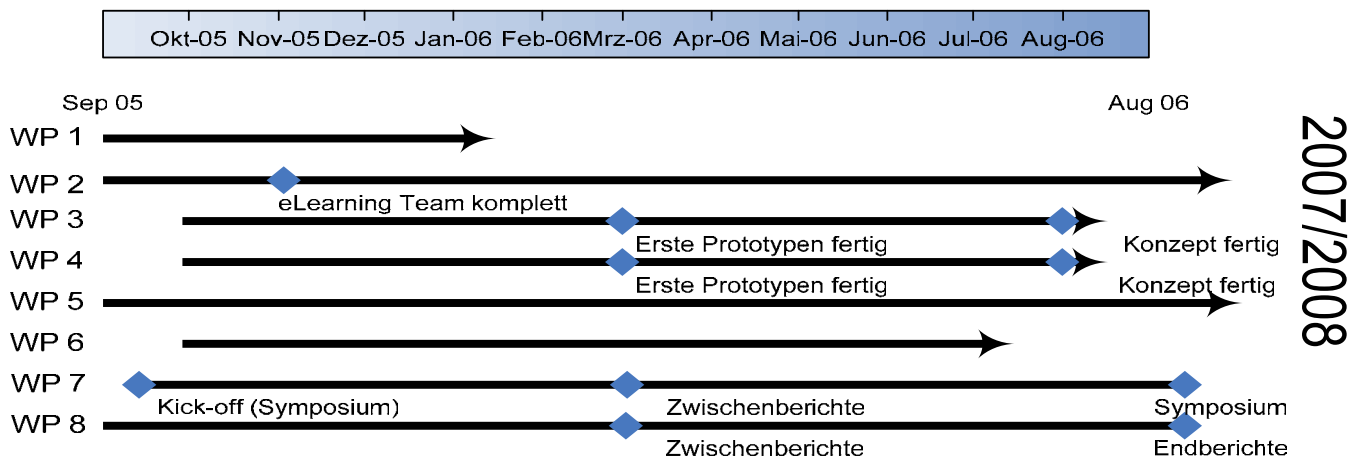 Okt-05 Nov-05 Dez-05 Jan-06 Feb-06 Mrz-06 Apr-06 Mai-06 Jun-06 Jul-06 Aug-06
Sep 05 Aug 06
WP 1
WP 2
eLearning Team komplett
WP 3
Erste Prototypen fertig Konzept fertig
WP 4
Erste Prototypen fertig Konzept fertig
WP 5
WP 6
WP 7
Kick-off (Symposium) Zwischenberichte Symposium
WP 8
Zwischenberichte Endberichte
2007/2008